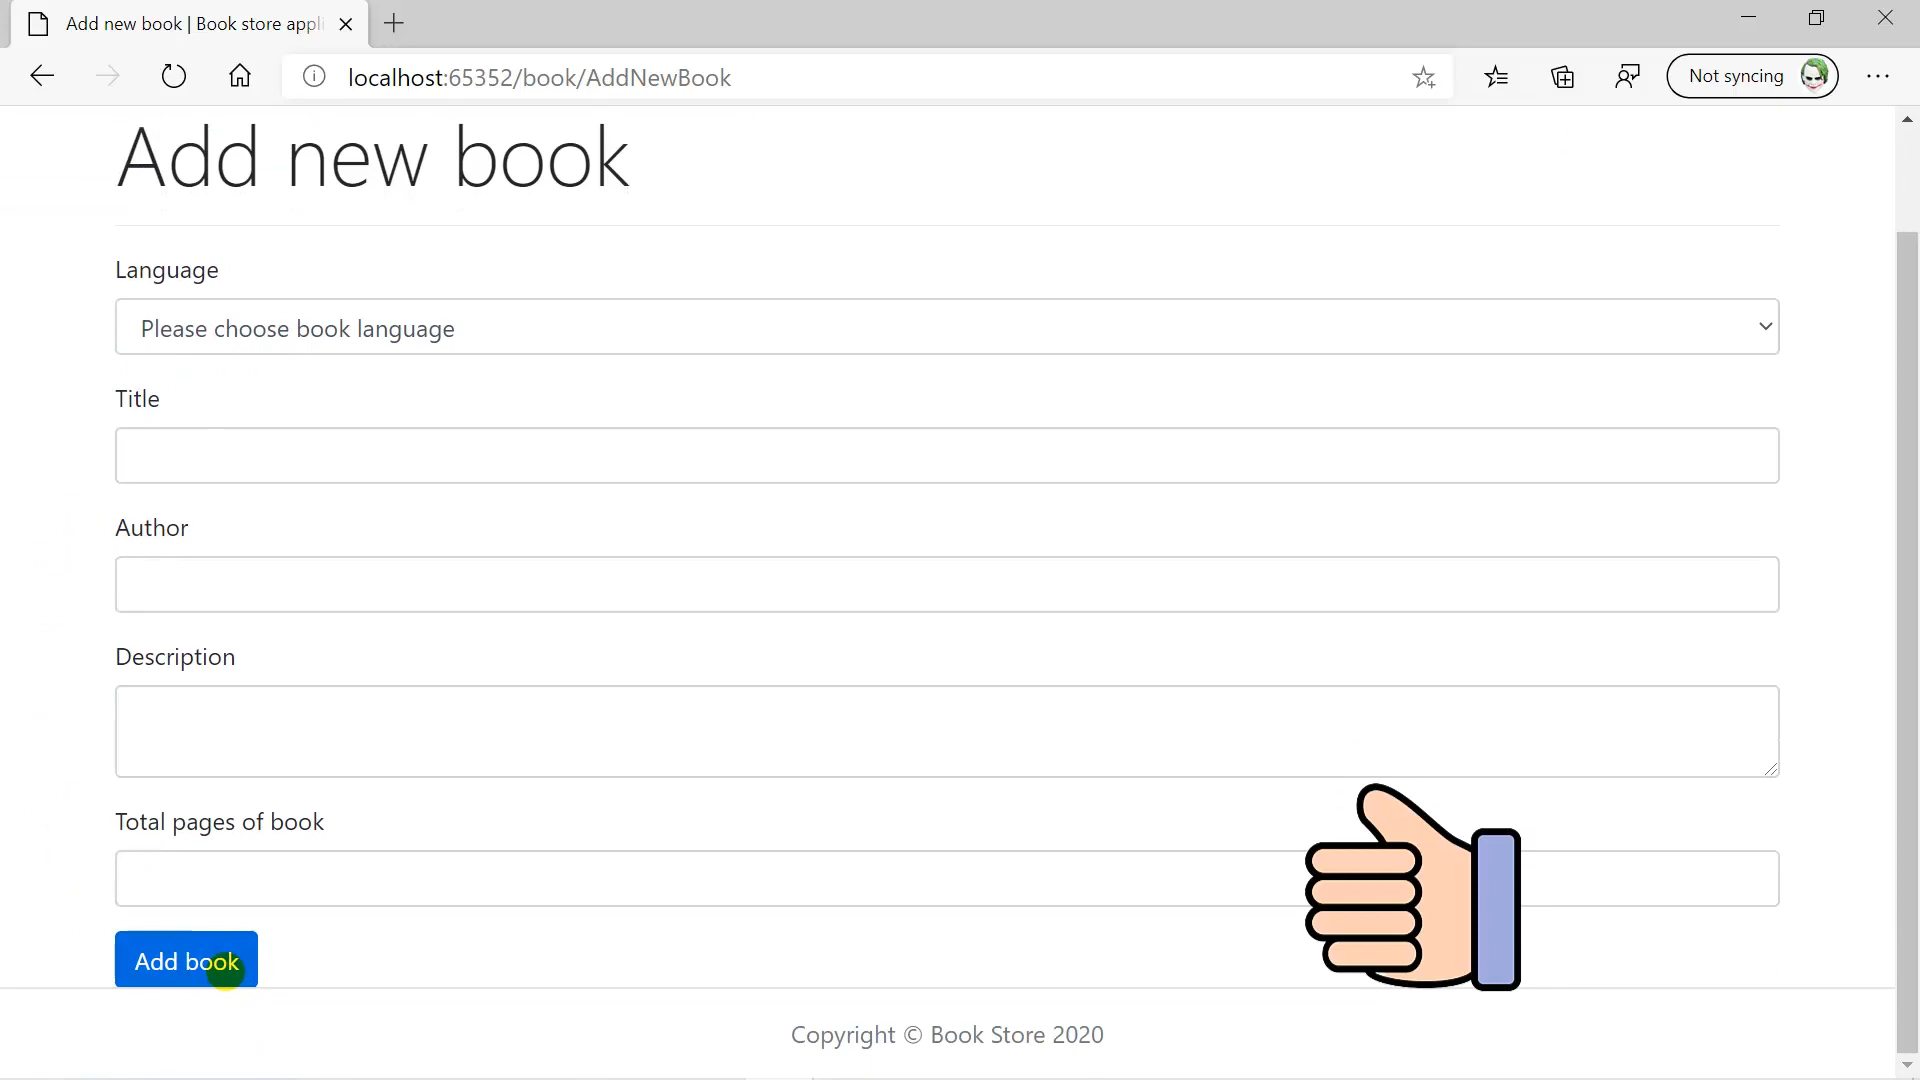 Add new book | Book store appli
localhost:65352/book/AddNewBook
Not syncing
Add new book
Language
Please choose book language
Title
Author
Description
Total pages of book
Add book
Copyright © Book Store 2020